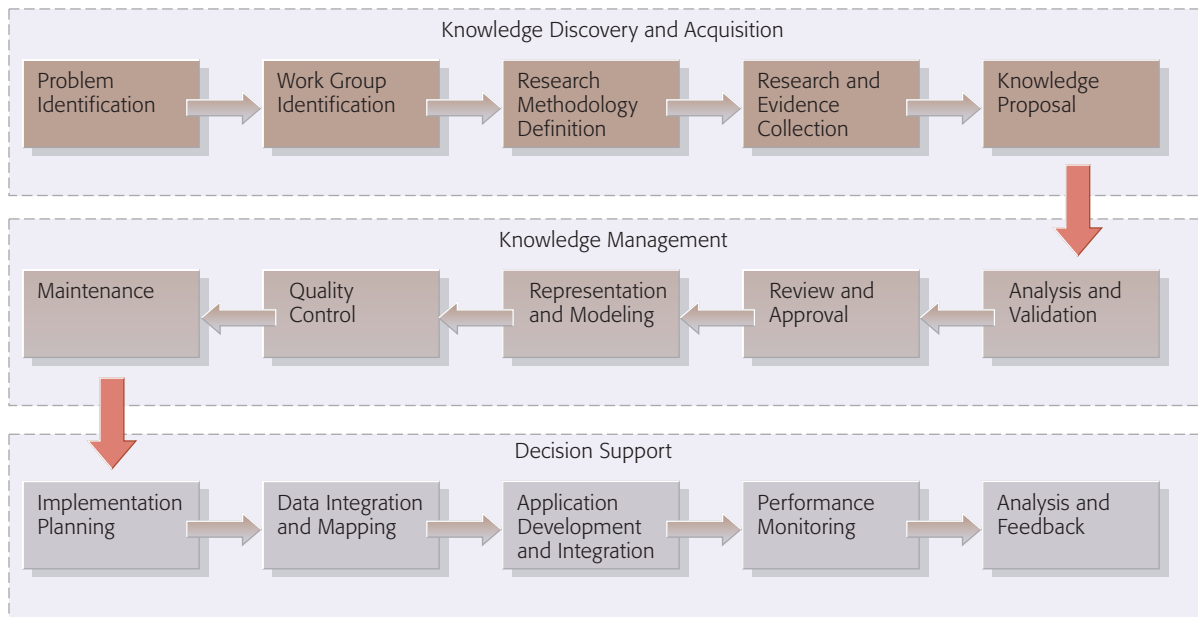 Knowledge Discovery and Acquisition
Problem
Identification
Work Group
Identification
Research
Methodology
Definition
Research and
Evidence
Collection
Knowledge
Proposal
Knowledge Management
Maintenance
Quality
Control
Representation
and Modeling
Review and
Approval
Analysis and
Validation
Decision Support
Implementation
Planning
Data Integration
and Mapping
Application
Development
and Integration
Performance
Monitoring
Analysis and
Feedback